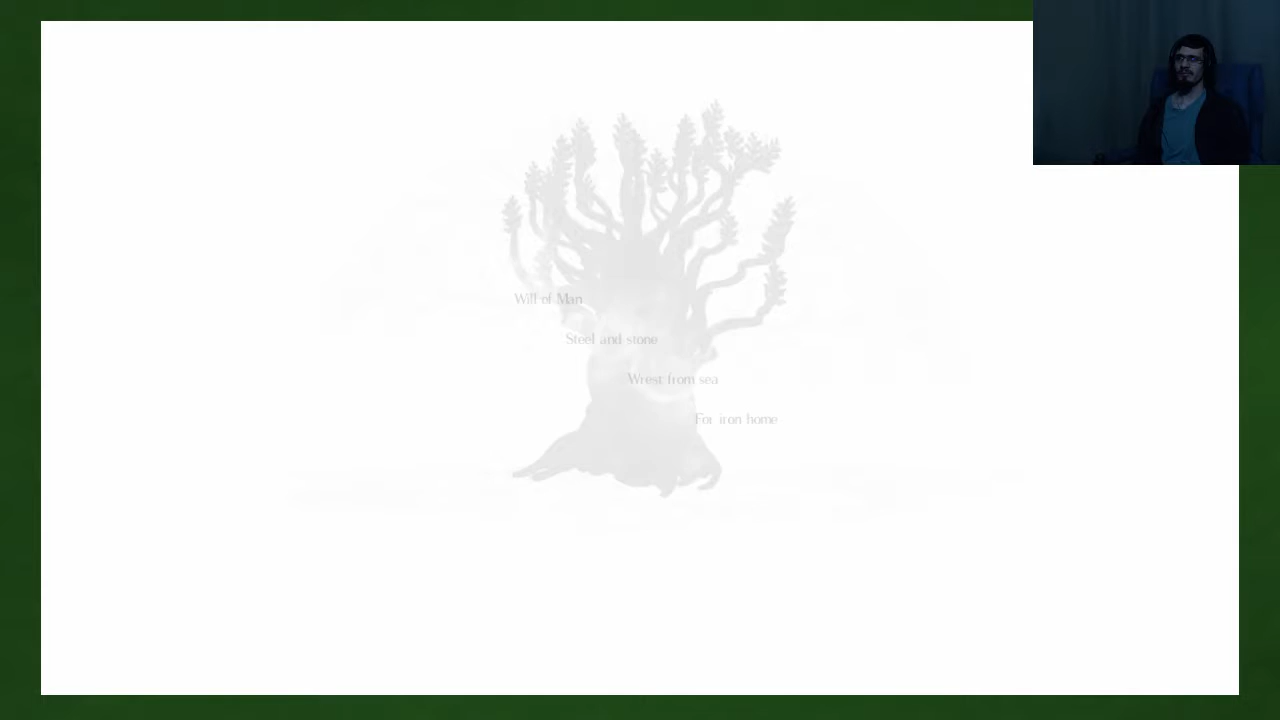 Will of Man
Steel and stone
Wrest from sea
For iron home